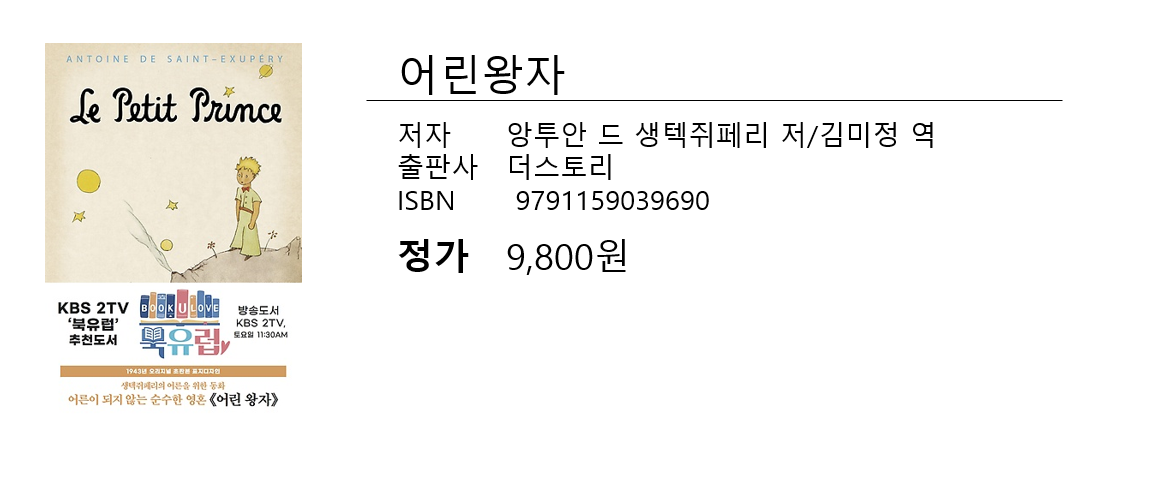 ANTOINE DE SAINT-EXUPÉRY
Le Petit Prince
KBS 2TV
'북유럽'
추천도서
BOOK U LOVE
북유럽
방송도서
KBS 2TV,
토요일 11:30AM
1943년 오리지널 초판본 표지디자인
생텍쥐페리의 어른을 위한 동화
어른이 되지 않는 순수한 영혼 《어린 왕자》
어린왕자
저자 앙투안 드 생텍쥐페리 저/김미정 역
출판사 더스토리
ISBN 9791159039690
정가 9,800원